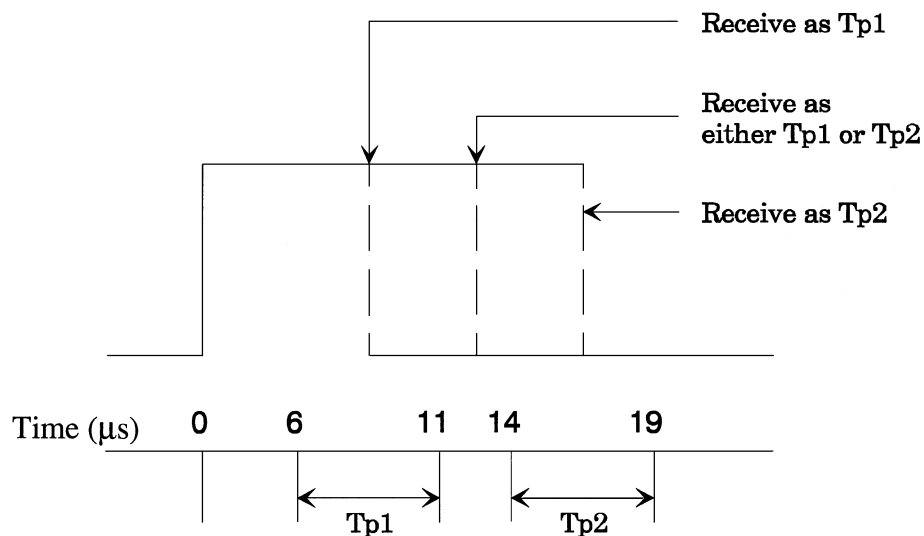 Receive as Tp1
Receive as
either Tp1 or Tp2
Receive as Tp2
Time (μs) 0 6 11 14 19
Tp1 Tp2